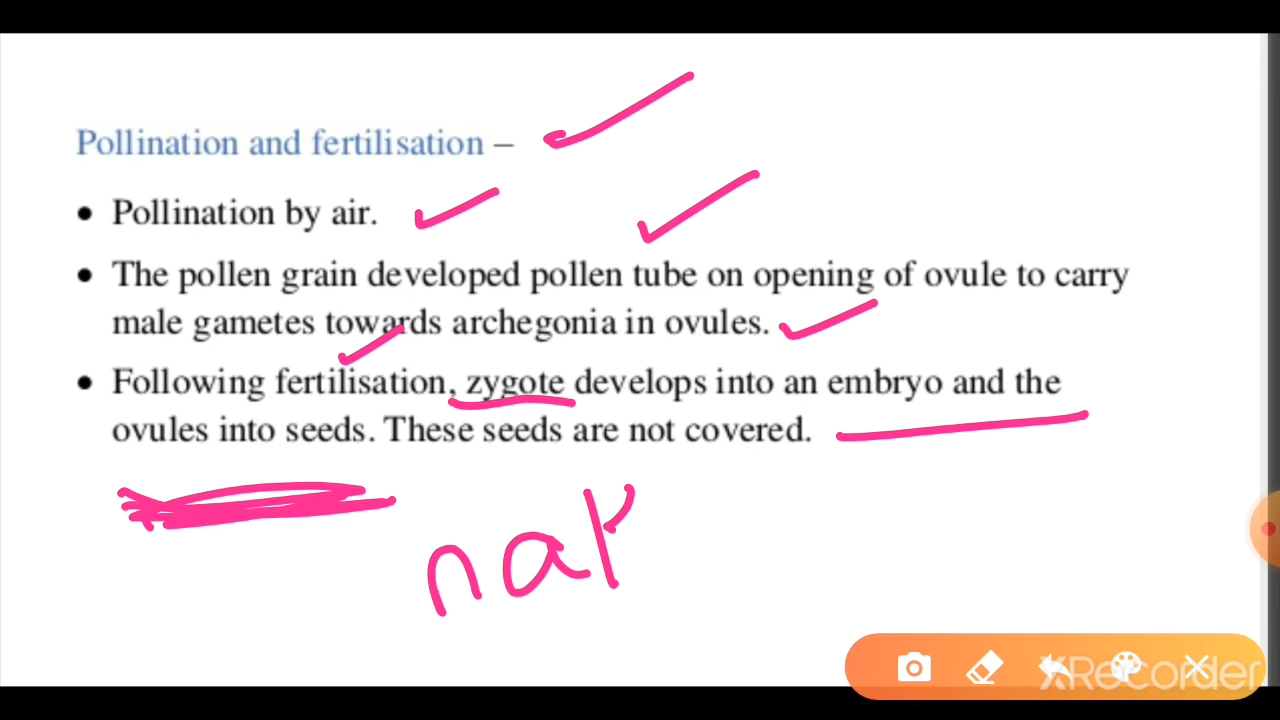 Pollination and fertilisation –
• Pollination by air.
• The pollen grain developed pollen tube on opening of ovule to carry
male gametes towards archegonia in ovules.
• Following fertilisation, zygote develops into an embryo and the
ovules into seeds. These seeds are not covered.
nak
XRecorder